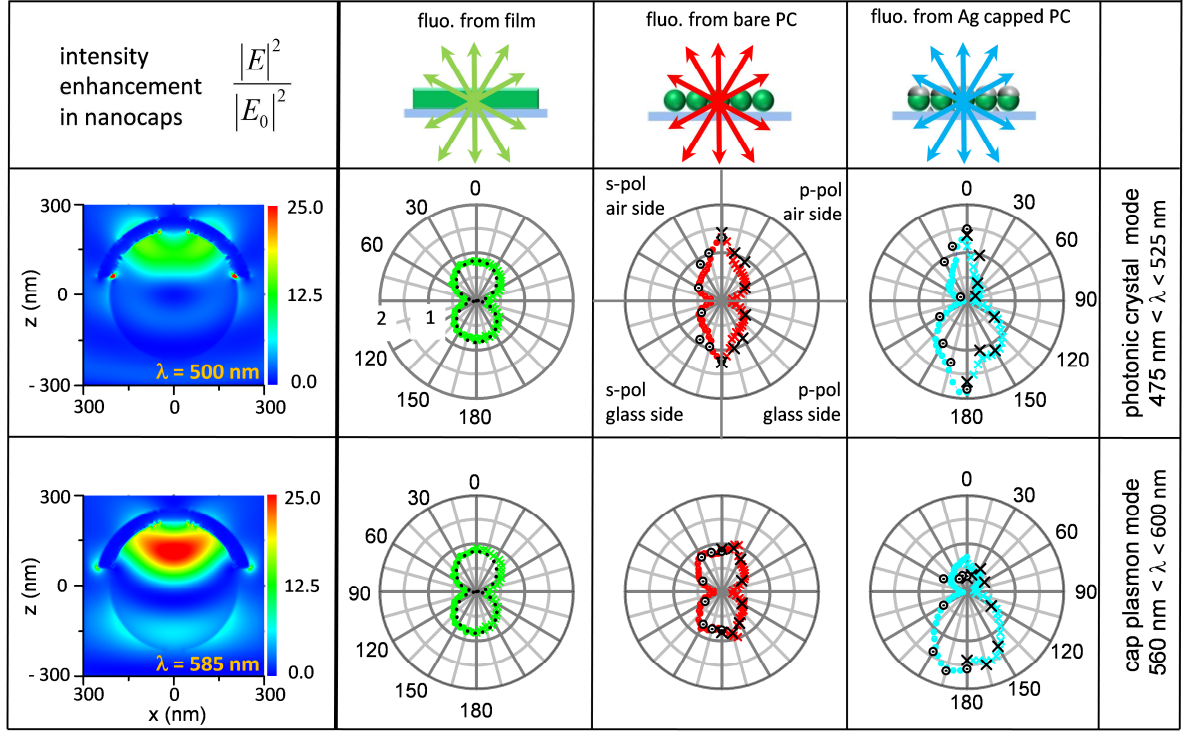 intensity
enhancement
in nanocaps
|E|²
|E₀|²
fluo. from film
fluo. from bare PC
fluo. from Ag capped PC
300
0
- 300
z (nm)
300
0
300
25.0
12.5
0.0
λ = 500 nm
0
30
60
2
1
120
150
180
s-pol
air side
p-pol
air side
s-pol
glass side
p-pol
glass side
0
30
60
90
120
150
180
photonic crystal mode
475 nm < λ < 525 nm
300
0
- 300
z (nm)
300
0
300
x (nm)
25.0
12.5
0.0
λ = 585 nm
0
30
60
90
120
150
180
0
30
60
90
120
150
180
cap plasmon mode
560 nm < λ < 600 nm